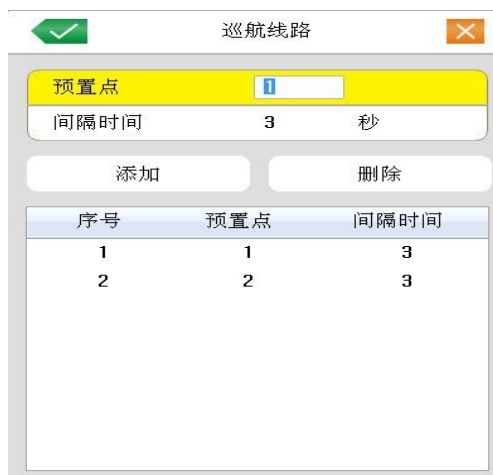 巡航线路
预置点 1
间隔时间 3 秒
添加 删除
序号 预置点 间隔时间
1 1 3
2 2 3